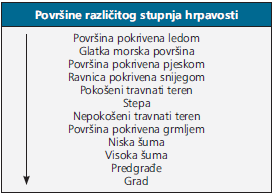 Površine različitog stupnja hrpavosti
Površina pokrivena ledom
Glatka morska površina
Površina pokrivena pjeskom
Ravnica pokrivena snijegom
Pokošeni travnati teren
Stepa
Nepokošeni travnati teren
Površina pokrivena grmljem
Niska šuma
Visoka šuma
Predgrađe
Grad